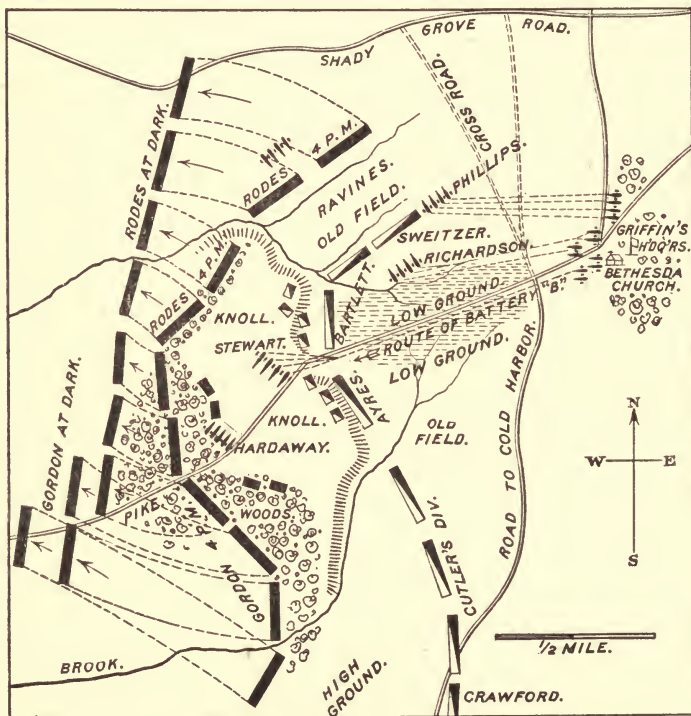 SHADY GROVE ROAD.
CROSS ROAD.
RODES AT DARK.
4 P.M.
RODES
RAVINES.
OLD FIELD.
PHILLIPS.
SWEITZER.
RICHARDSON.
GRIFFIN'S
HDQ'RS.
BETHESDA
CHURCH.
4 P.M.
RODES
KNOLL.
STEWART.
BARTLETT.
LOW GROUND.
ROUTE OF BATTERY "B."
LOW GROUND.
AYRES.
KNOLL.
HARDAWAY.
OLD
FIELD.
ROAD TO COLD HARBOR.
GORDON AT DARK.
PIKE
4 P.M.
WOODS.
GORDON
CUTLER'S DIV.
N
W E
S
1/2 MILE.
BROOK.
HIGH
GROUND.
CRAWFORD.